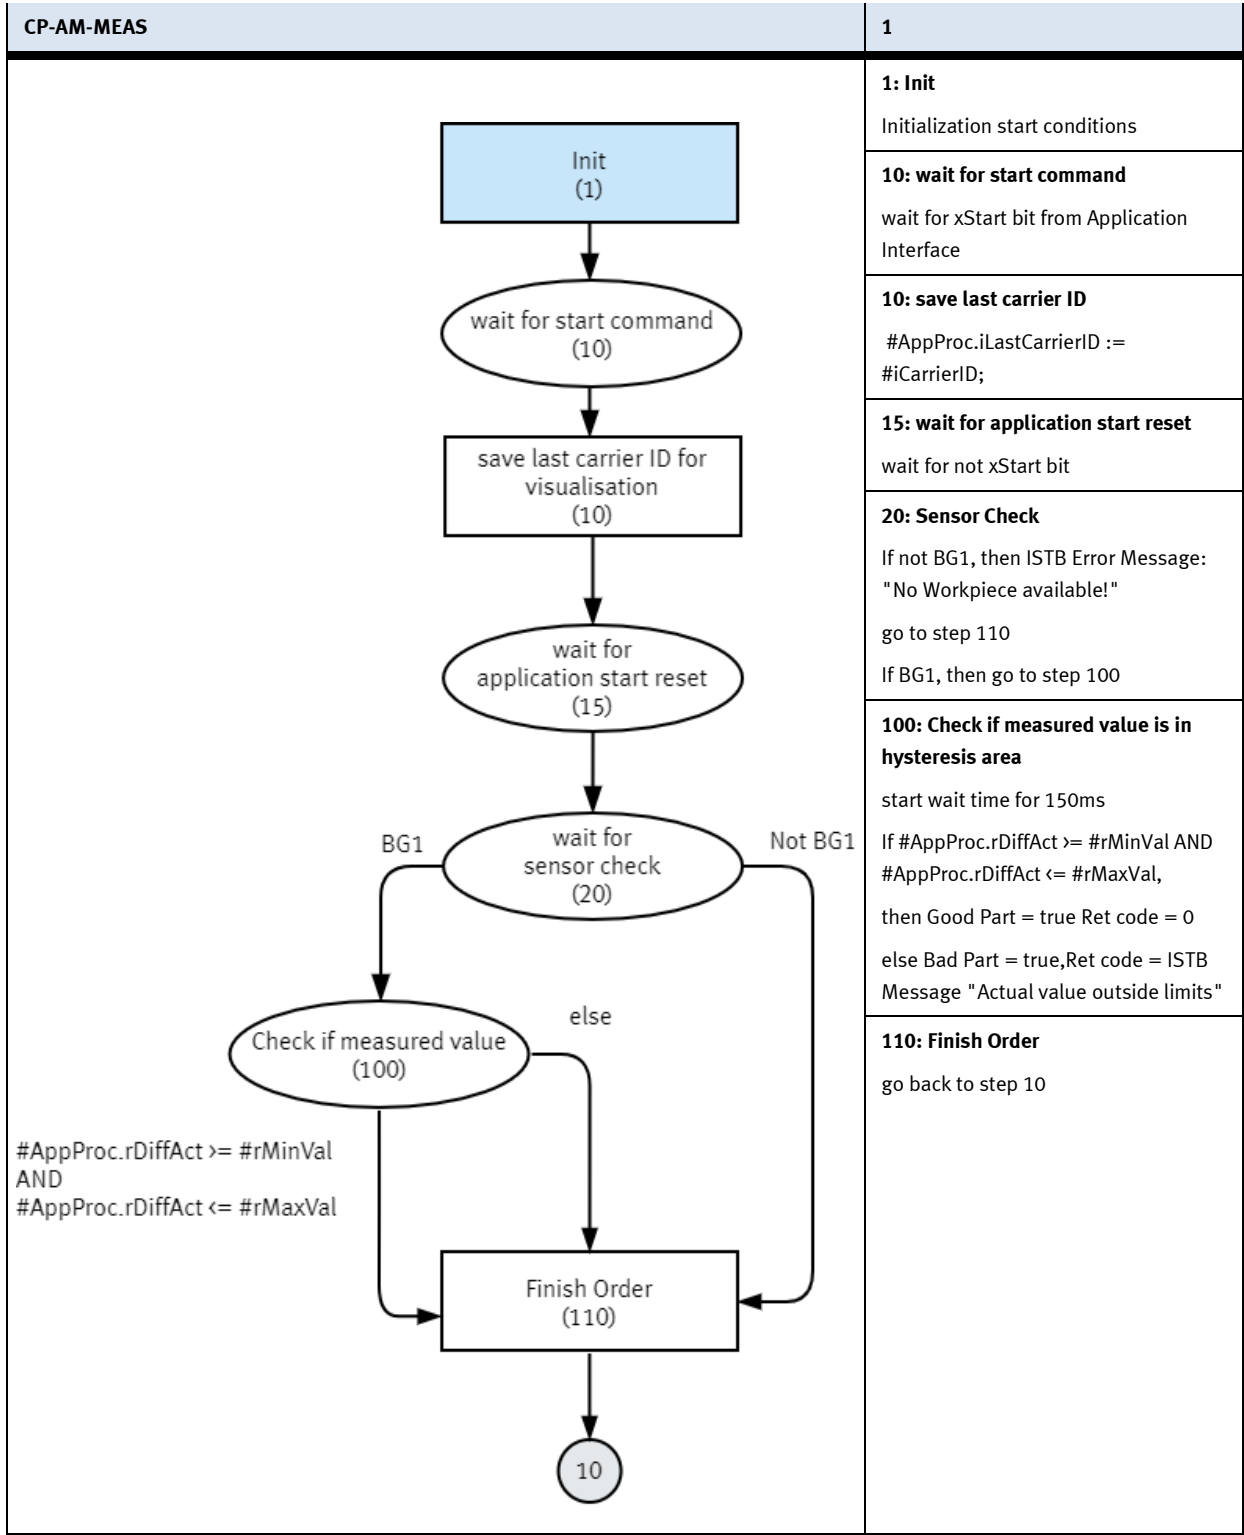 CP-AM-MEAS
1
Init
(1)
wait for start command
(10)
save last carrier ID for
visualisation
(10)
wait for
application start reset
(15)
BG1
wait for
sensor check
(20)
Not BG1
Check if measured value
(100)
else
#AppProc.rDiffAct >= #rMinVal
AND
#AppProc.rDiffAct <= #rMaxVal
Finish Order
(110)
10
1: Init
Initialization start conditions
10: wait for start command
wait for xStart bit from Application
Interface
10: save last carrier ID
#AppProc.iLastCarrierID :=
#iCarrierID;
15: wait for application start reset
wait for not xStart bit
20: Sensor Check
If not BG1, then ISTB Error Message:
"No Workpiece available!"
go to step 110
If BG1, then go to step 100
100: Check if measured value is in
hysteresis area
start wait time for 150ms
If #AppProc.rDiffAct >= #rMinVal AND
#AppProc.rDiffAct <= #rMaxVal,
then Good Part = true Ret code = 0
else Bad Part = true,Ret code = ISTB
Message "Actual value outside limits"
110: Finish Order
go back to step 10